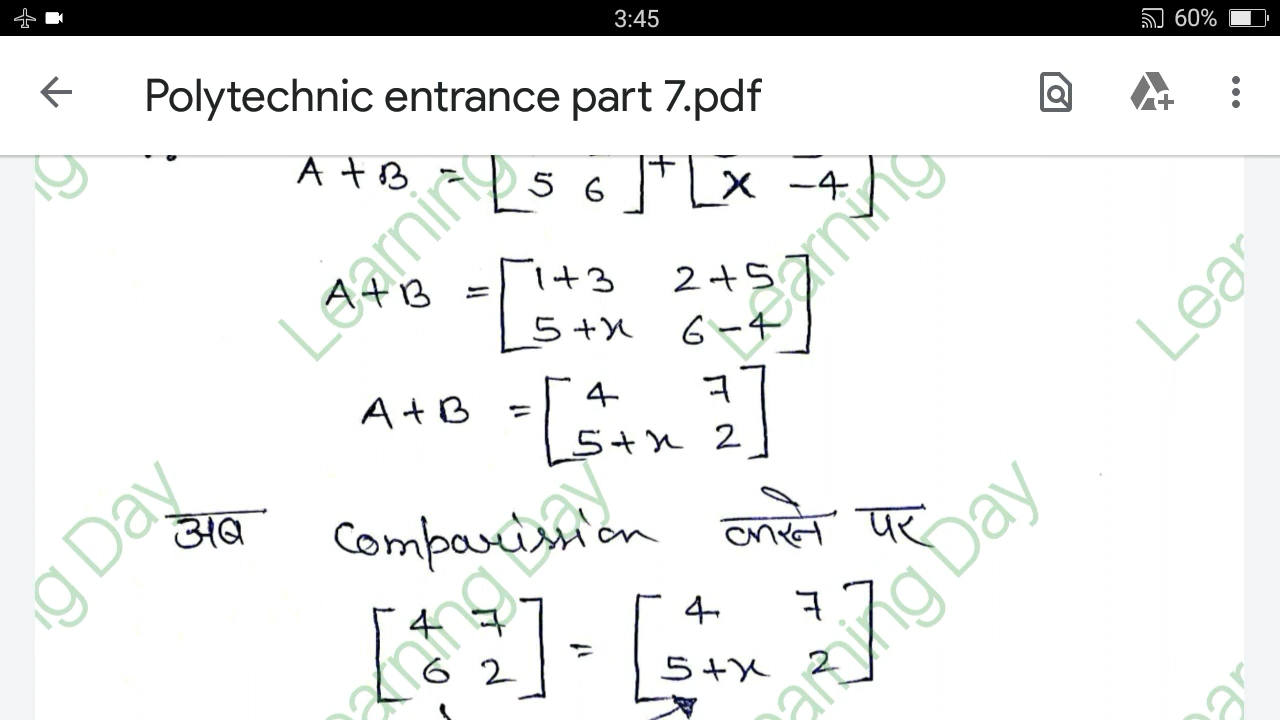 3:45 60%
Polytechnic entrance part 7.pdf
A + B = [ 5 6 ] + [ x -4 ]
A+B = [ 1+3 2+5
5+x 6-4 ]
A+B = [ 4 7
5+x 2 ]
अब Comparission करने पर
[ 4 7
6 2 ] = [ 4 7
5+x 2 ]
Learning Day